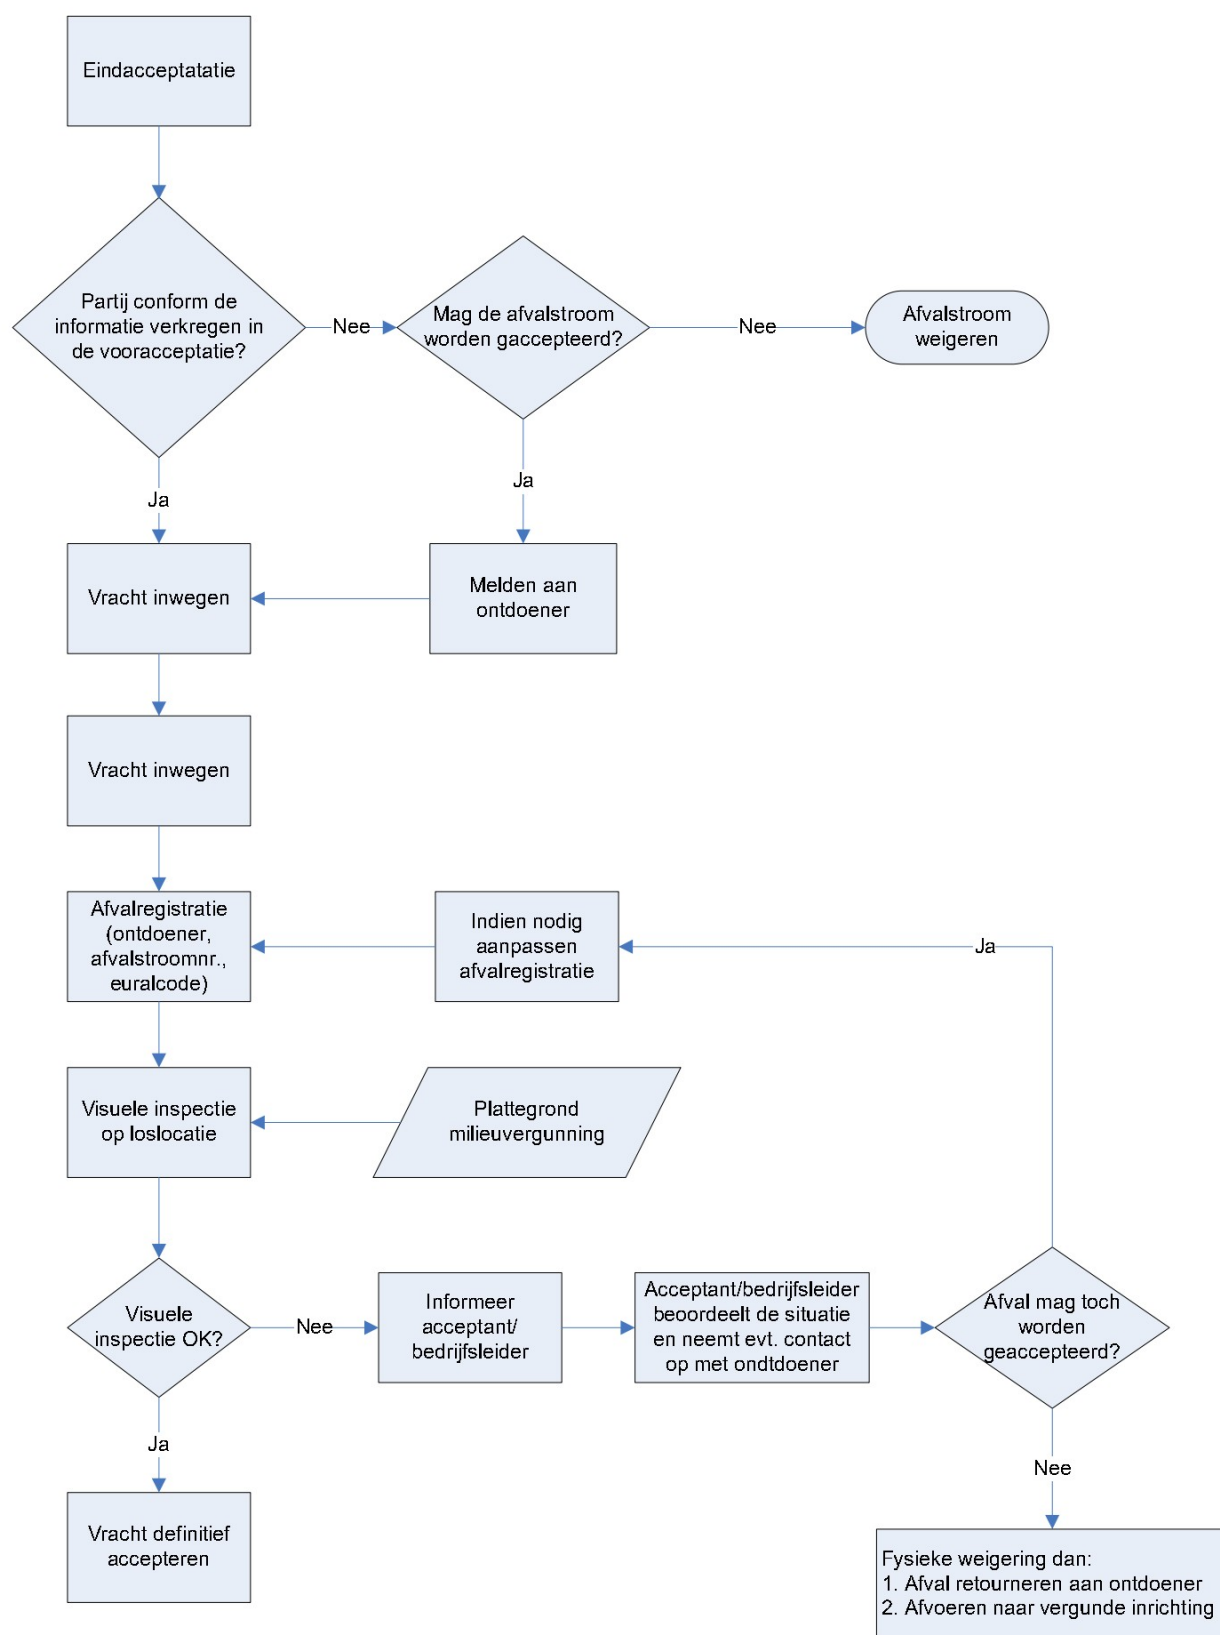 Eindacceptatatie
Partij conform de
informatie verkregen in
de vooracceptatie?
Nee
Mag de afvalstroom
worden gaccepteerd?
Nee
Afvalstroom
weigeren
Ja
Ja
Vracht inwegen
Melden aan
ontdoener
Vracht inwegen
Afvalregistratie
(ontdoener,
afvalstroomnr.,
euralcode)
Indien nodig
aanpassen
afvalregistratie
Ja
Visuele inspectie
op loslocatie
Plattegrond
milieuvergunning
Visuele
inspectie OK?
Nee
Informeer
acceptant/
bedrijfsleider
Acceptant/bedrijfsleider
beoordeelt de situatie
en neemt evt. contact
op met ondtdoener
Afval mag toch
worden
geaccepteerd?
Ja
Nee
Vracht definitief
accepteren
Fysieke weigering dan:
1. Afval retourneren aan ontdoener
2. Afvoeren naar vergunde inrichting